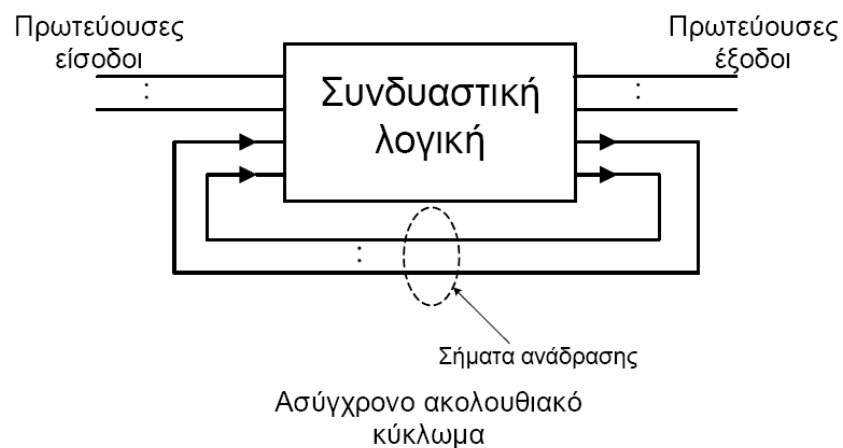 Πρωτεύουσες
είσοδοι
Πρωτεύουσες
έξοδοι
Συνδυαστική
λογική
Σήματα ανάδρασης
Ασύγχρονο ακολουθιακό
κύκλωμα